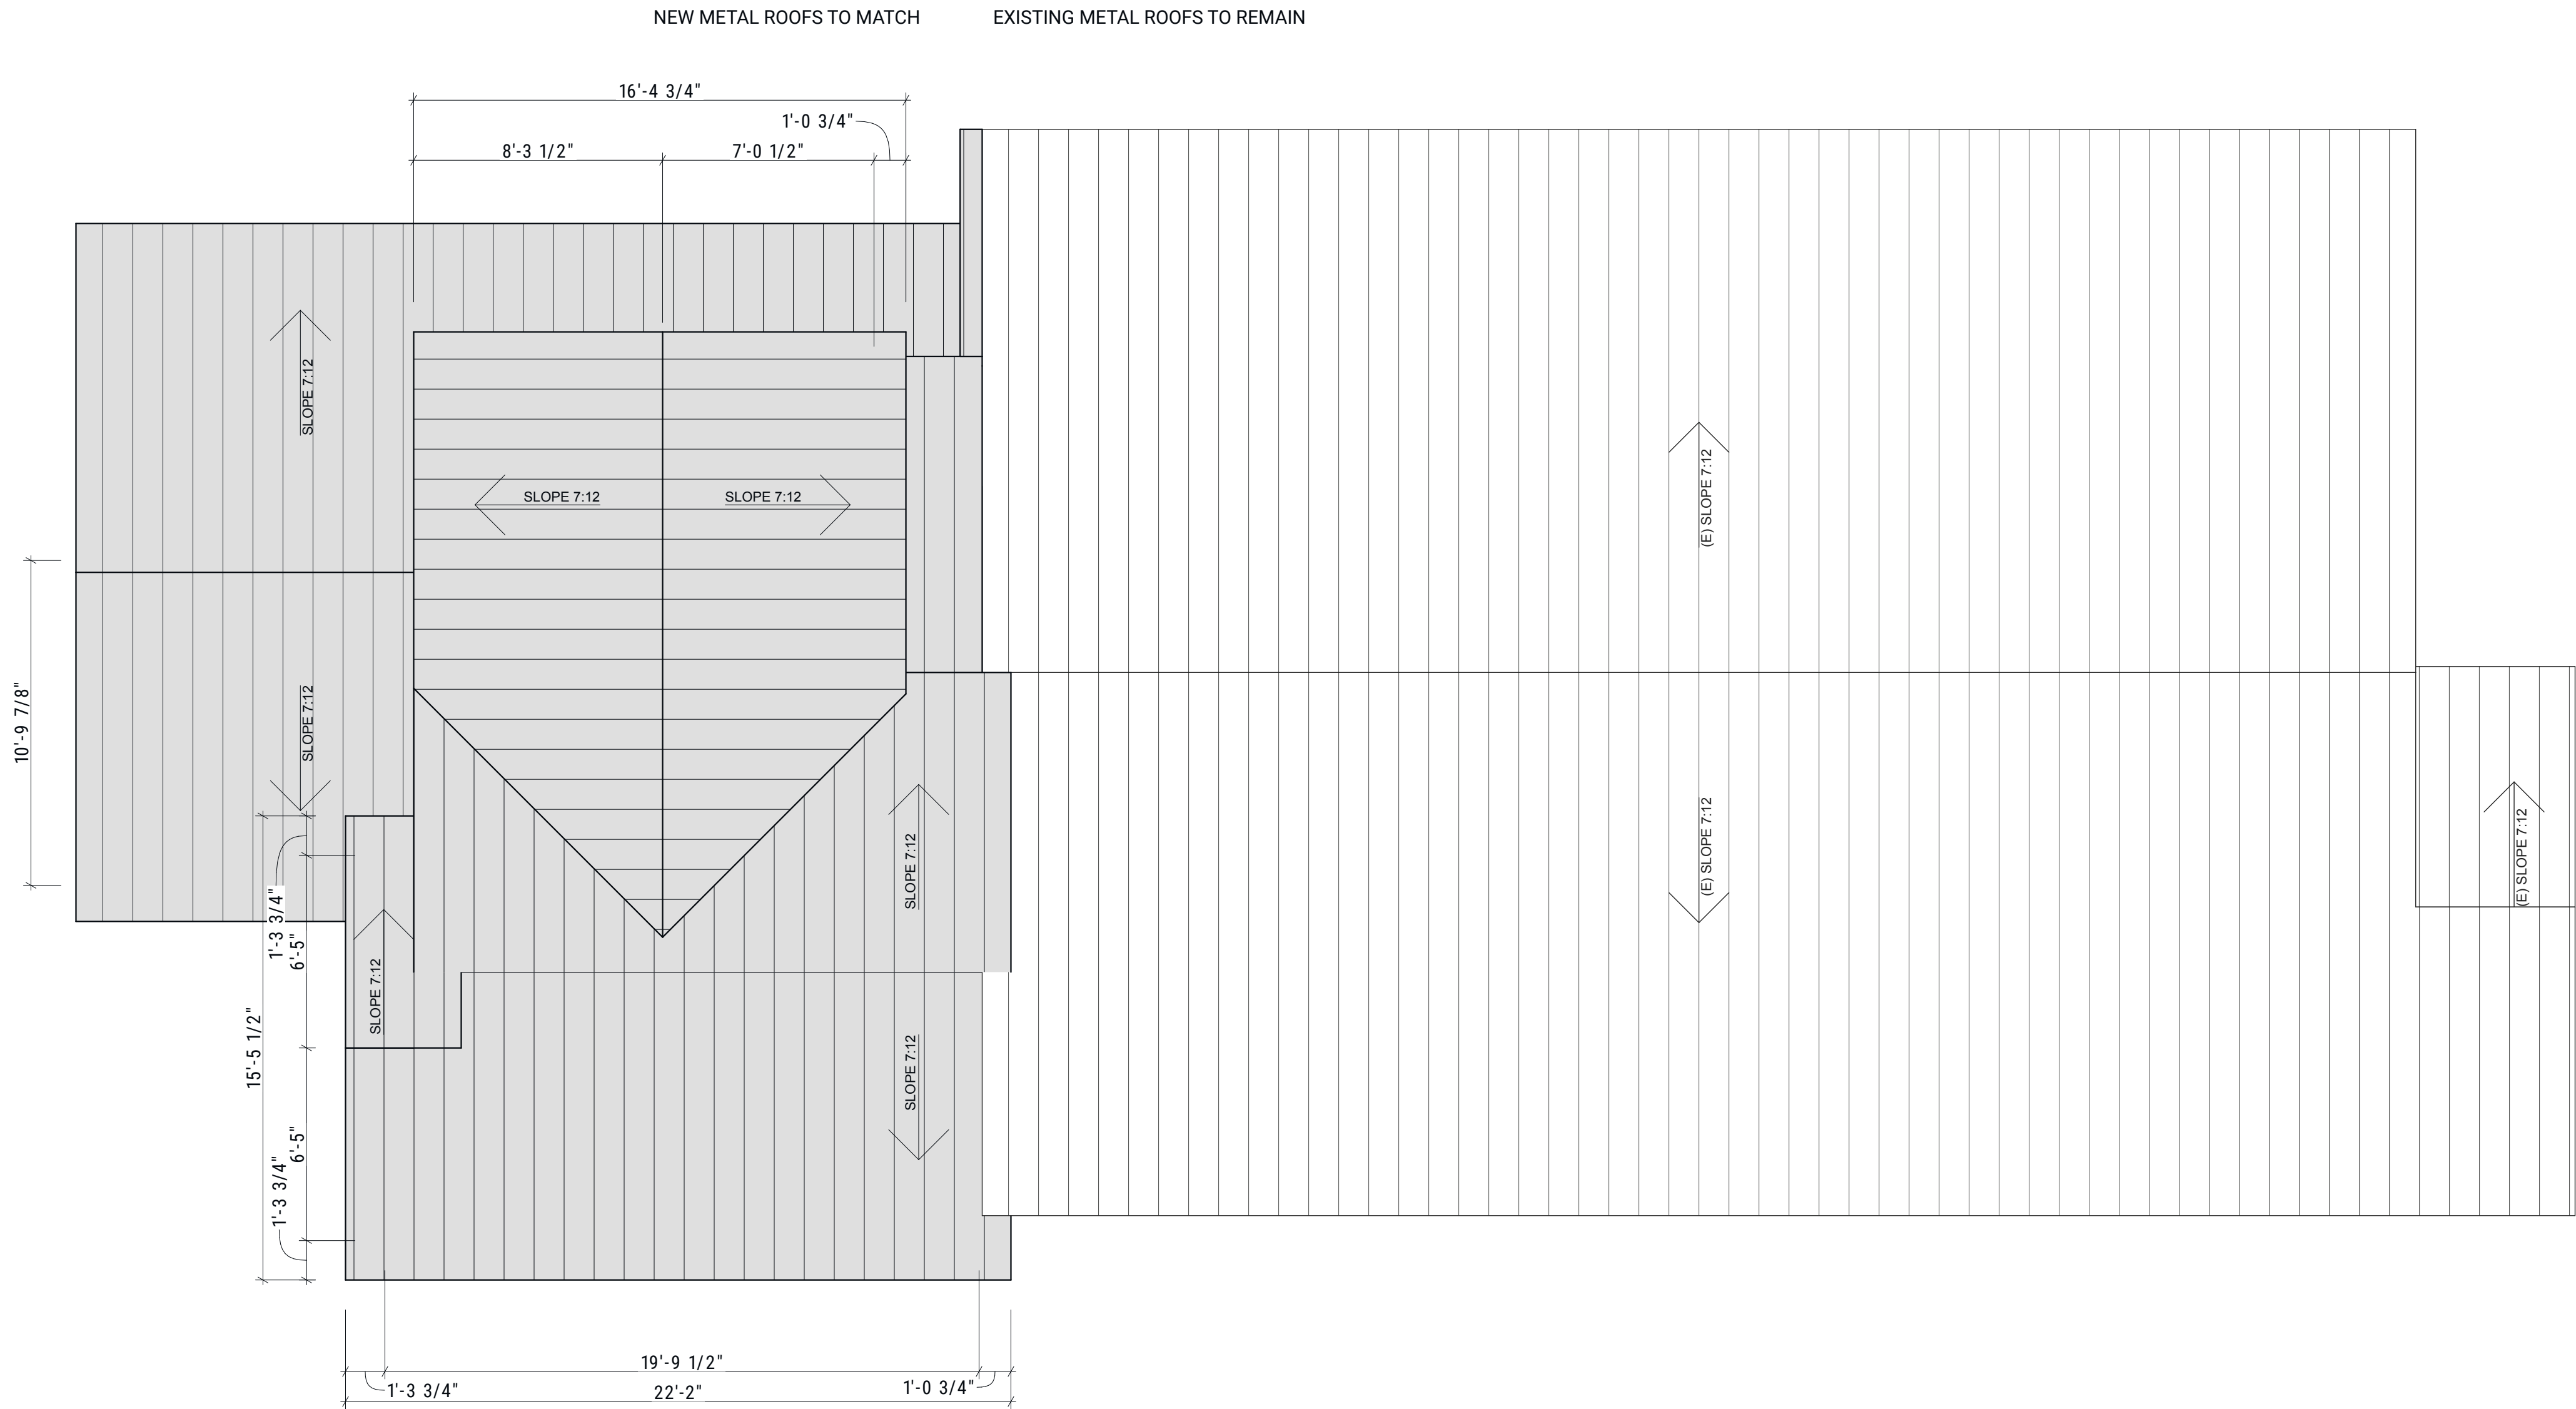 NEW METAL ROOFS TO MATCH
EXISTING METAL ROOFS TO REMAIN
16'-4 3/4"
1'-0 3/4"
8'-3 1/2"
7'-0 1/2"
SLOPE 7:12
SLOPE 7:12
SLOPE 7:12
(E) SLOPE 7:12
10'-9 7/8"
SLOPE 7:12
SLOPE 7:12
(E) SLOPE 7:12
(E) SLOPE 7:12
1'-3 3/4"
6'-5"
SLOPE 7:12
15'-5 1/2"
SLOPE 7:12
6'-5"
1'-3 3/4"
19'-9 1/2"
1'-3 3/4"
1'-0 3/4"
22'-2"